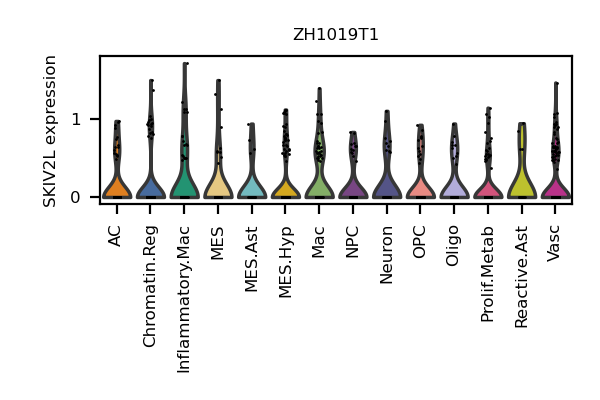 ZH1019T1
SKIV2L expression
1
0
AC
Chromatin.Reg
Inflammatory.Mac
MES
MES.Ast
MES.Hyp
Mac
NPC
Neuron
OPC
Oligo
Prolif.Metab
Reactive.Ast
Vasc